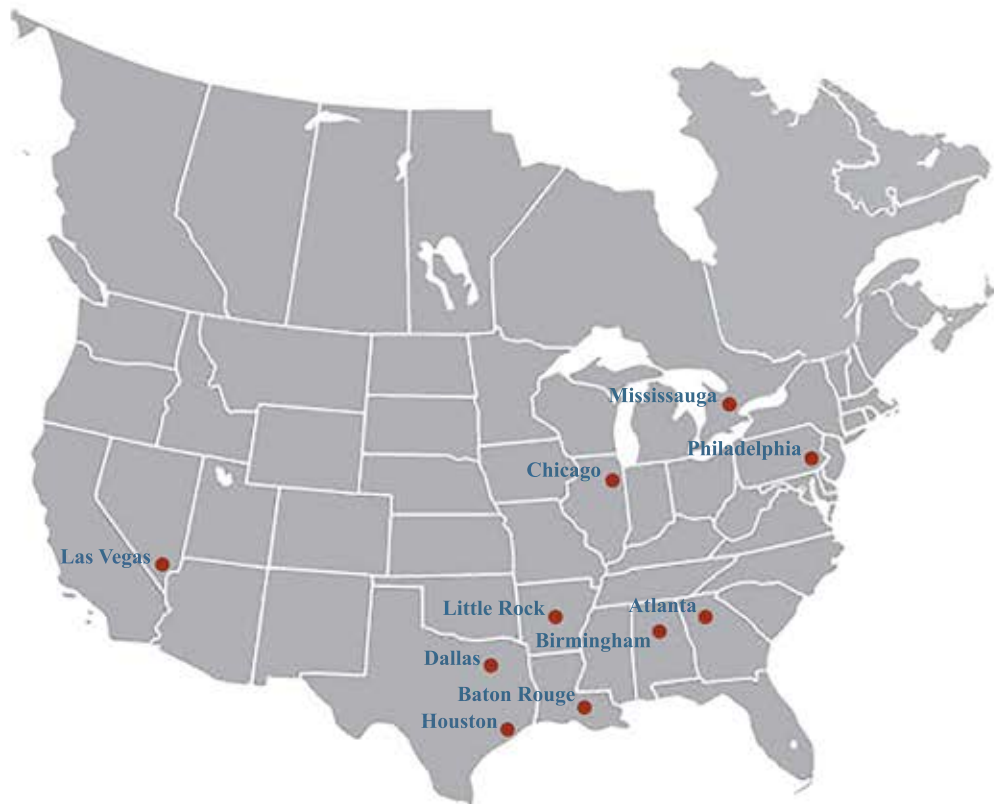 Mississauga
Philadelphia
Chicago
Las Vegas
Little Rock
Atlanta
Birmingham
Dallas
Baton Rouge
Houston